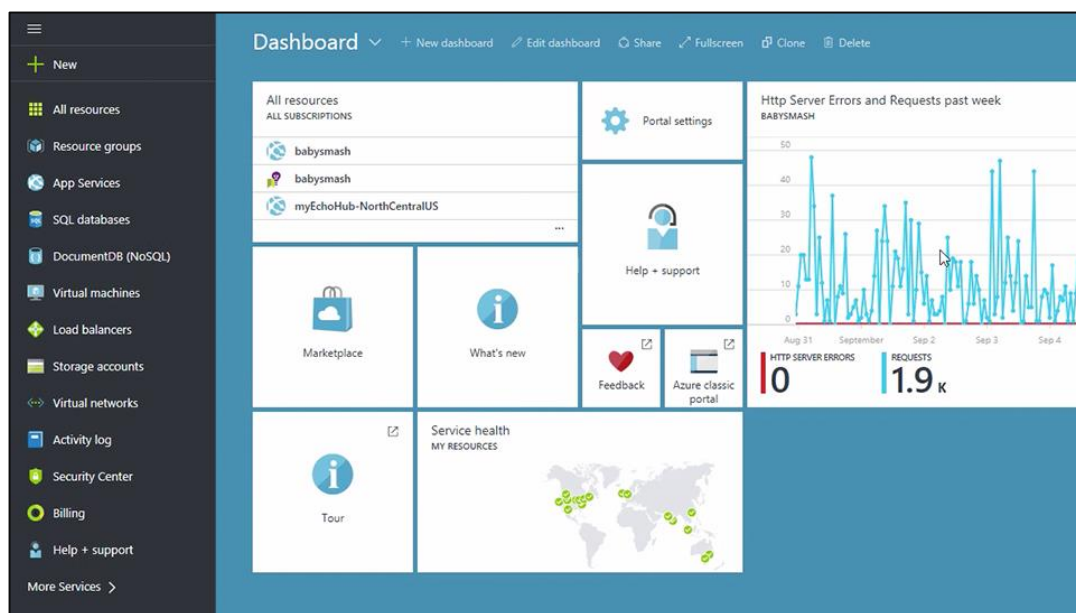 New
All resources
Resource groups
App Services
SQL databases
DocumentDB (NoSQL)
Virtual machines
Load balancers
Storage accounts
Virtual networks
Activity log
Security Center
Billing
Help + support
More Services
Dashboard
New dashboard
Edit dashboard
Share
Fullscreen
Clone
Delete
All resources
ALL SUBSCRIPTIONS
babysmash
babysmash
myEchoHub-NorthCentralUS
...
Portal settings
Help + support
Marketplace
What's new
Feedback
Azure classic
portal
Tour
Service health
MY RESOURCES
Http Server Errors and Requests past week
BABYSMASH
50
40
30
20
10
0
Aug 31
September
Sep 2
Sep 3
Sep 4
HTTP SERVER ERRORS
0
REQUESTS
1.9 K